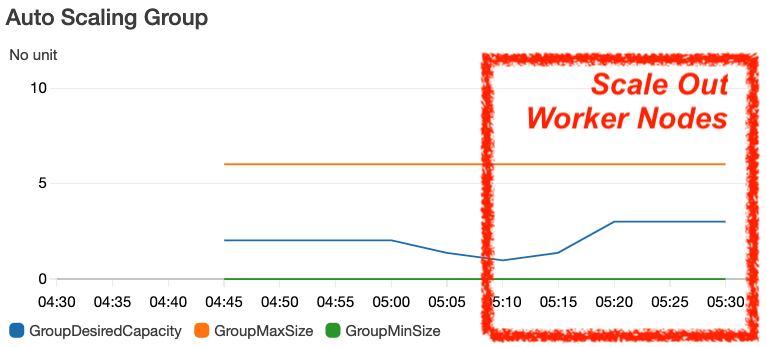 Auto Scaling Group
No unit
Scale Out
Worker Nodes
10
5
0
04:30 04:35 04:40 04:45 04:50 04:55 05:00 05:05 05:10 05:15 05:20 05:25 05:30
GroupDesiredCapacity GroupMaxSize GroupMinSize